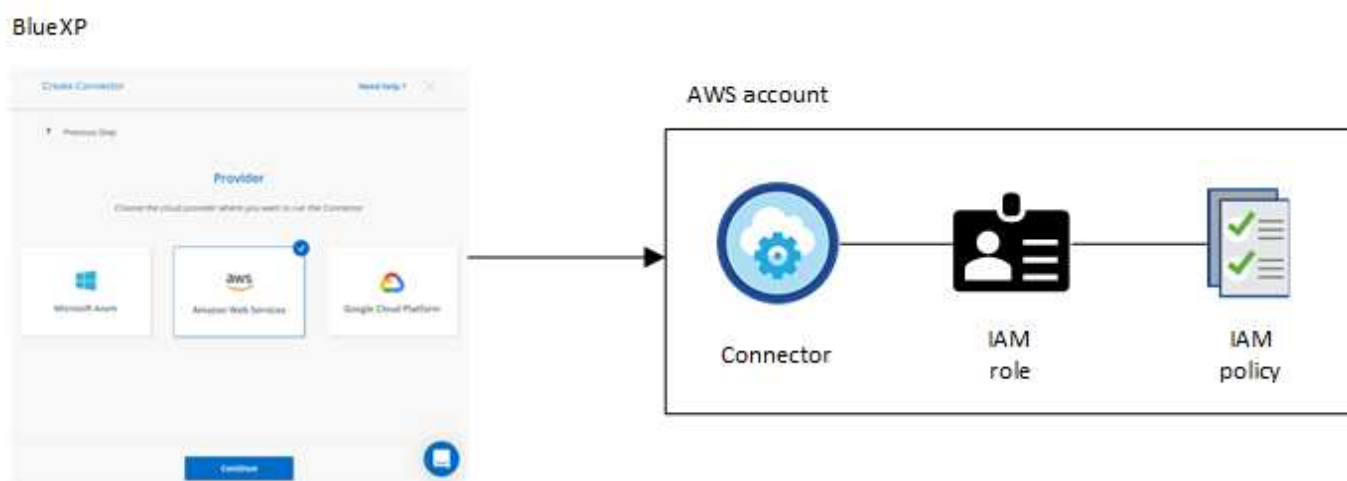 BlueXP
Create Connector
Need help ?
Previous Step
Provider
Choose the cloud provider where you want to run the Connector
aws
Microsoft Azure
Amazon Web Services
Google Cloud Platform
Continue
AWS account
Connector
IAM
role
IAM
policy